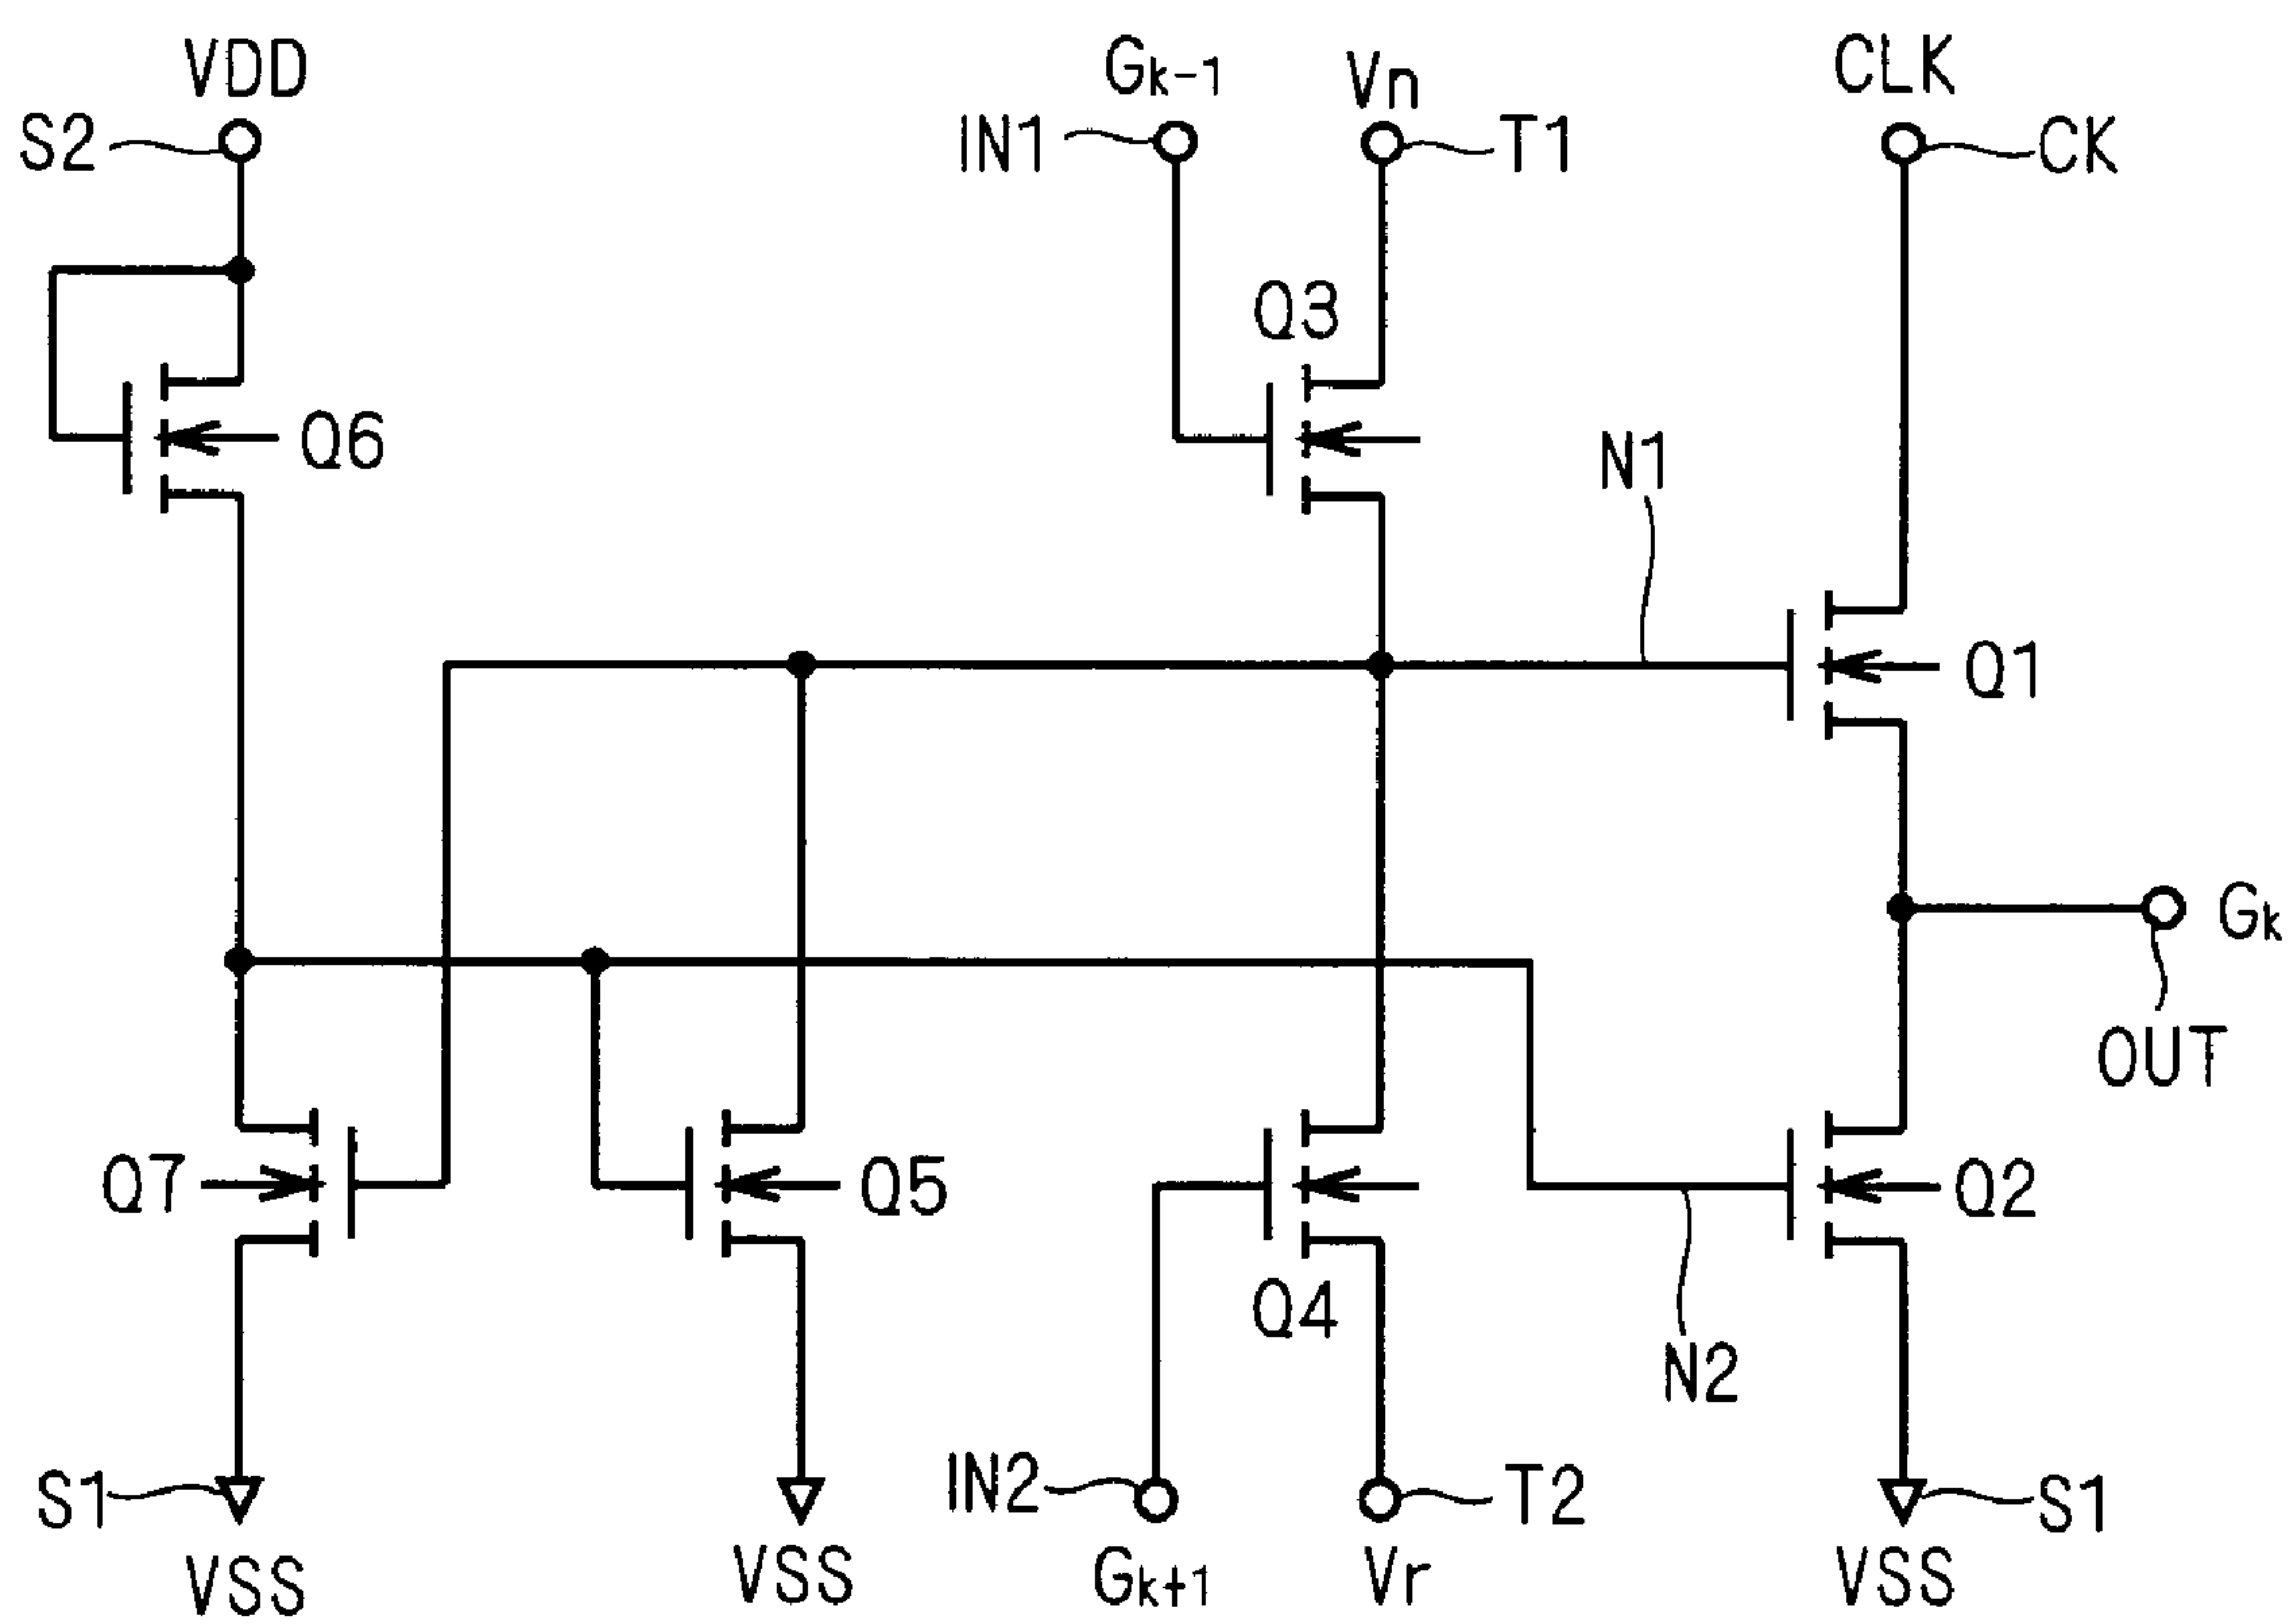 VDD
Gk-1
Vn
CLK
S2
IN1
T1
CK
Q3
Q6
N1
Q1
Gk
OUT
Q7
Q5
Q2
Q4
N2
S1
IN2
T2
S1
VSS
VSS
Gk+1
Vr
VSS